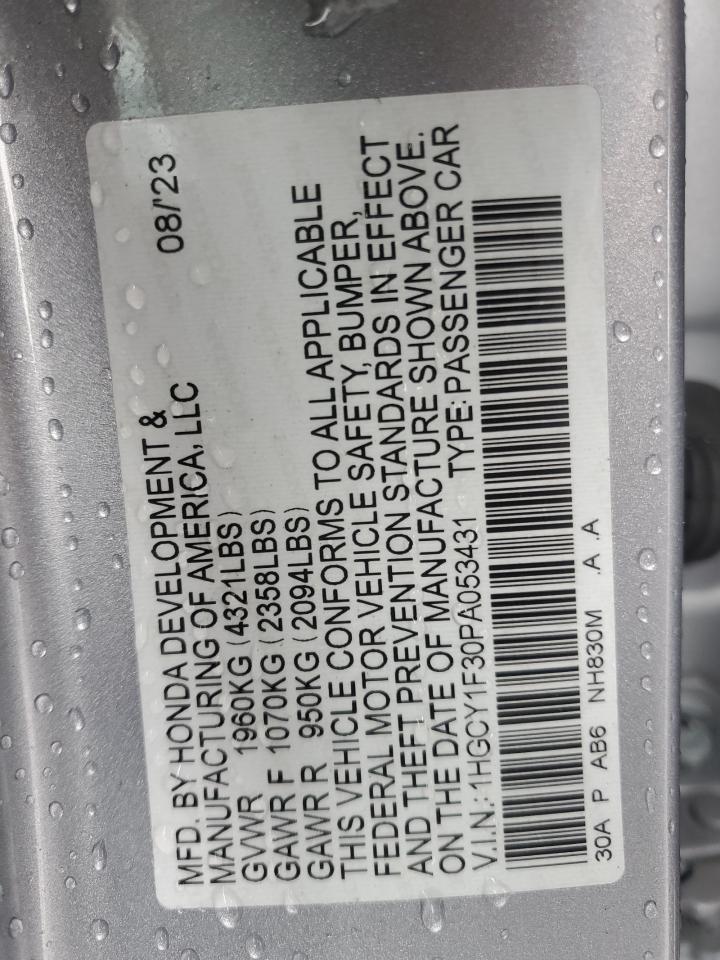 MFD. BY HONDA DEVELOPMENT & 08/'23
MANUFACTURING OF AMERICA, LLC
GVWR 1960KG (4321LBS)
GAWR F 1070KG (2358LBS)
GAWR R 950KG (2094LBS)
THIS VEHICLE CONFORMS TO ALL APPLICABLE
FEDERAL MOTOR VEHICLE SAFETY, BUMPER,
AND THEFT PREVENTION STANDARDS IN EFFECT
ON THE DATE OF MANUFACTURE SHOWN ABOVE.
V.I.N.: 1HGCY1F30PA053431 TYPE: PASSENGER CAR
30A P AB6 NH830M .A .A